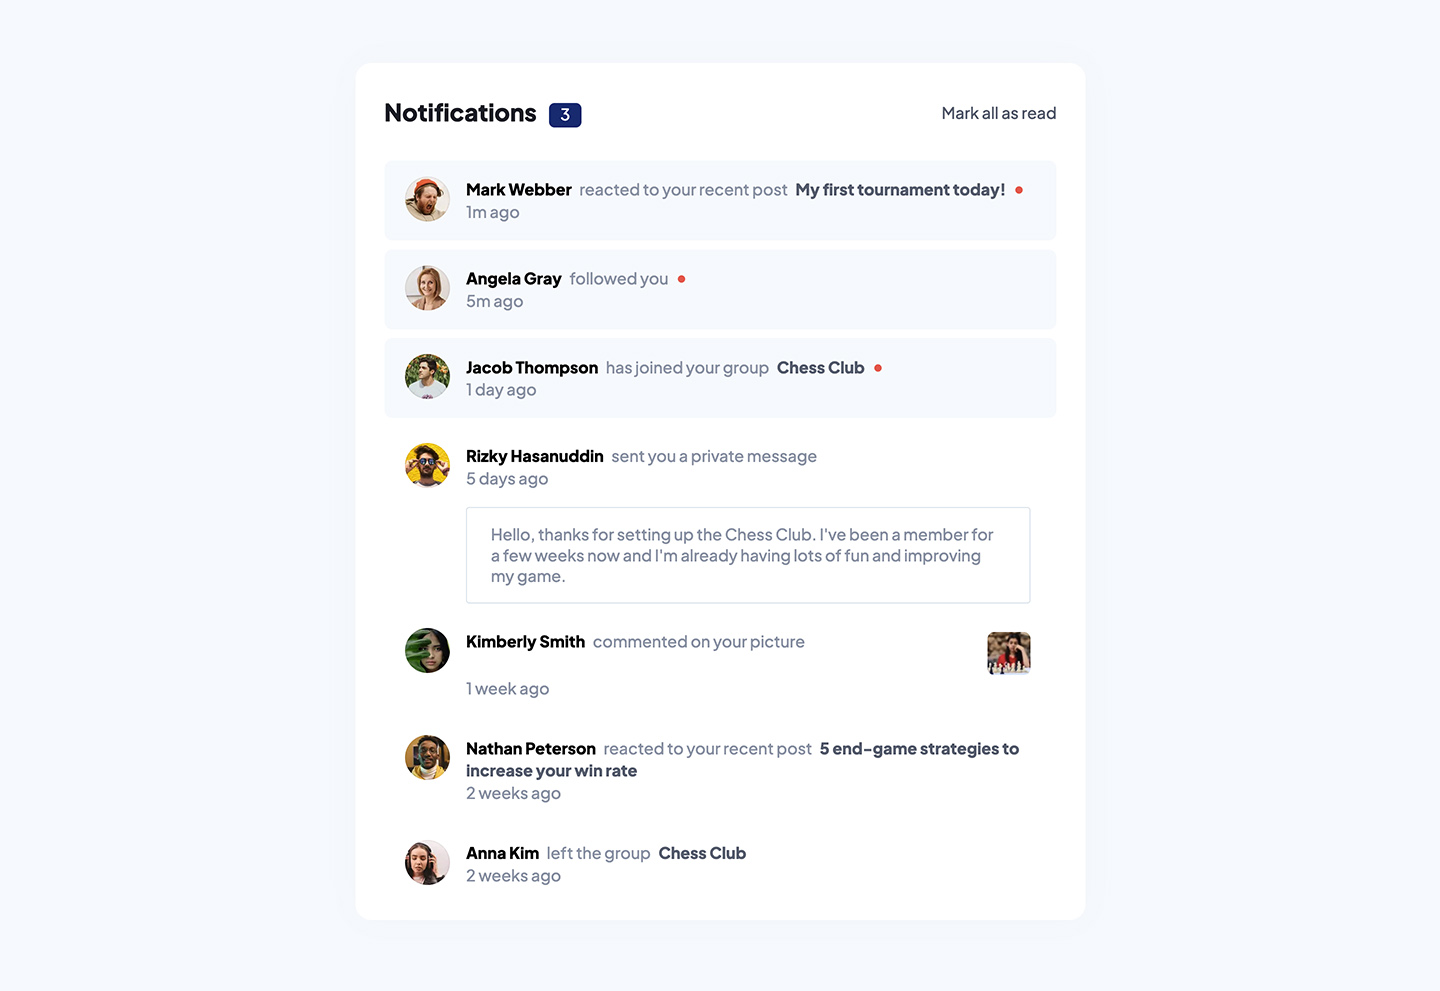 Notifications 3 Mark all as read
Mark Webber reacted to your recent post My first tournament today!
1m ago
Angela Gray followed you
5m ago
Jacob Thompson has joined your group Chess Club
1 day ago
Rizky Hasanuddin sent you a private message
5 days ago
Hello, thanks for setting up the Chess Club. I've been a member for
a few weeks now and I'm already having lots of fun and improving
my game.
Kimberly Smith commented on your picture
1 week ago
Nathan Peterson reacted to your recent post 5 end-game strategies to
increase your win rate
2 weeks ago
Anna Kim left the group Chess Club
2 weeks ago